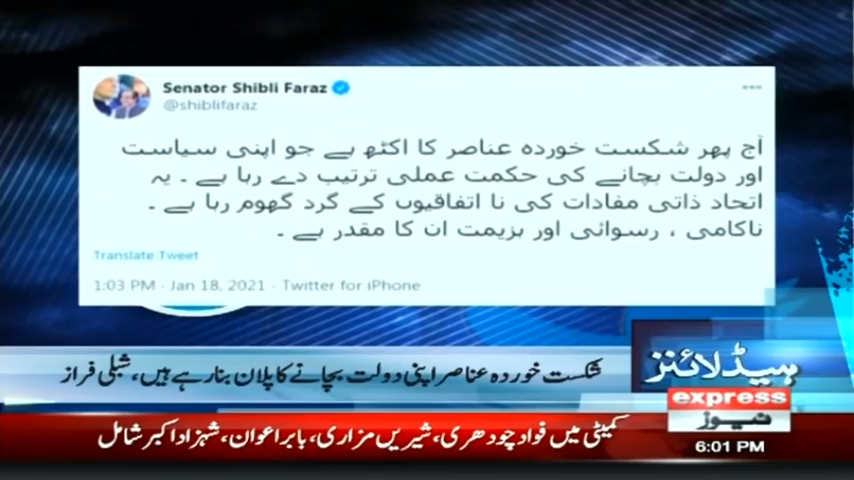 Senator Shibli Faraz
@shiblifaraz
آج پھر شکست خوردہ عناصر کا اکٹھ ہے جو اپنی سیاست
اور دولت بچانے کی حکمت عملی ترتیب دے رہا ہے ۔ یہ
اتحاد ذاتی مفادات کی نا اتفاقیوں کے گرد گھوم رہا ہے ۔
ناکامی ، رسوائی اور ہزیمت ان کا مقدر ہے ۔
Translate Tweet
1:03 PM · Jan 18, 2021 · Twitter for iPhone
شکست خوردہ عناصر اپنی دولت بچانے کا پلان بنا رہے ہیں، شبلی فراز
ہیڈلائنز
express
نیوز
کمیٹی میں فواد چودھری، شیریں مزاری، بابر اعوان، شہزاد اکبر شامل
6:01 PM